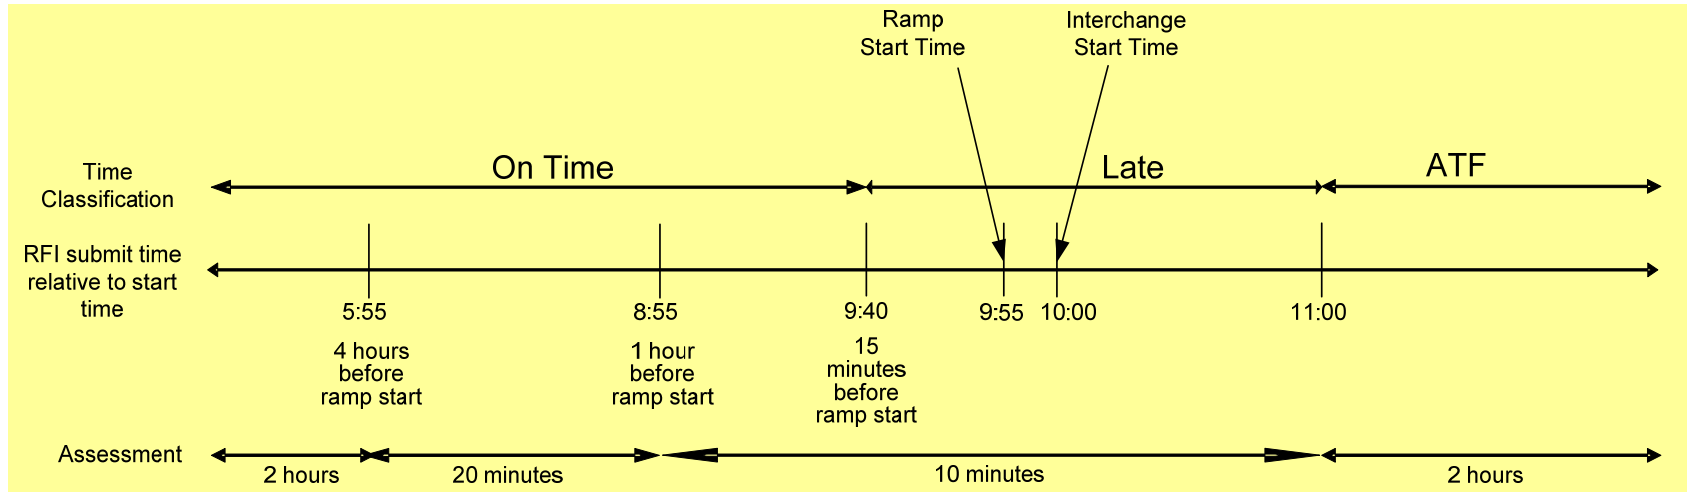 Ramp
Start Time
Interchange
Start Time
Time
Classification
On Time
Late
ATF
RFI submit time
relative to start
time
5:55
8:55
9:40
9:55
10:00
11:00
4 hours
before
ramp start
1 hour
before
ramp start
15
minutes
before
ramp start
Assessment
2 hours
20 minutes
10 minutes
2 hours